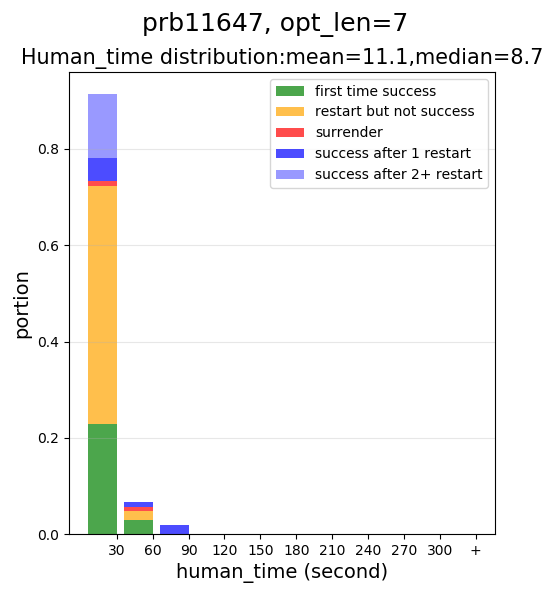 prb11647, opt_len=7
Human_time distribution:mean=11.1,median=8.7
first time success
restart but not success
surrender
success after 1 restart
success after 2+ restart
portion
0.8
0.6
0.4
0.2
0.0
30 60 90 120 150 180 210 240 270 300 +
human_time (second)